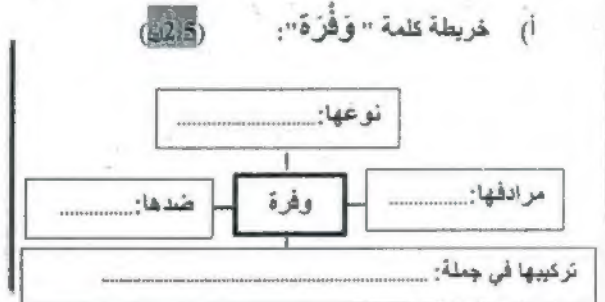 أ) خريطة كلمة " وَفْرَة": (2.5ن)
نوعها: ....................
مرادفها: ............
وفرة
ضدها: ............
تركيبها في جملة: ..................................................